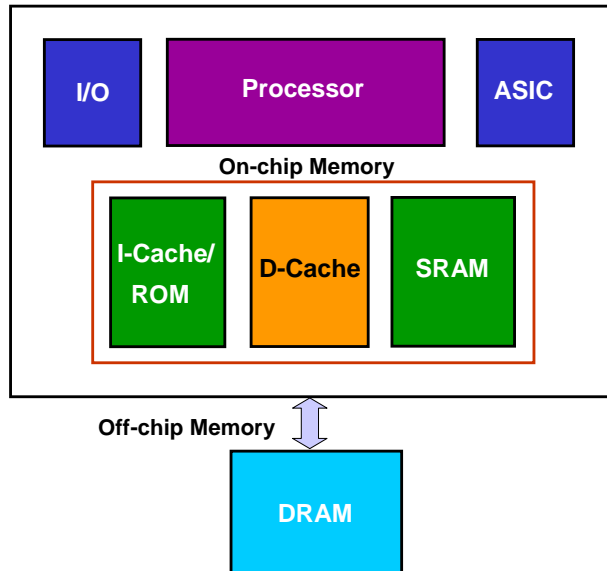 I/O
Processor
ASIC
On-chip Memory
I-Cache/
ROM
D-Cache
SRAM
Off-chip Memory
DRAM